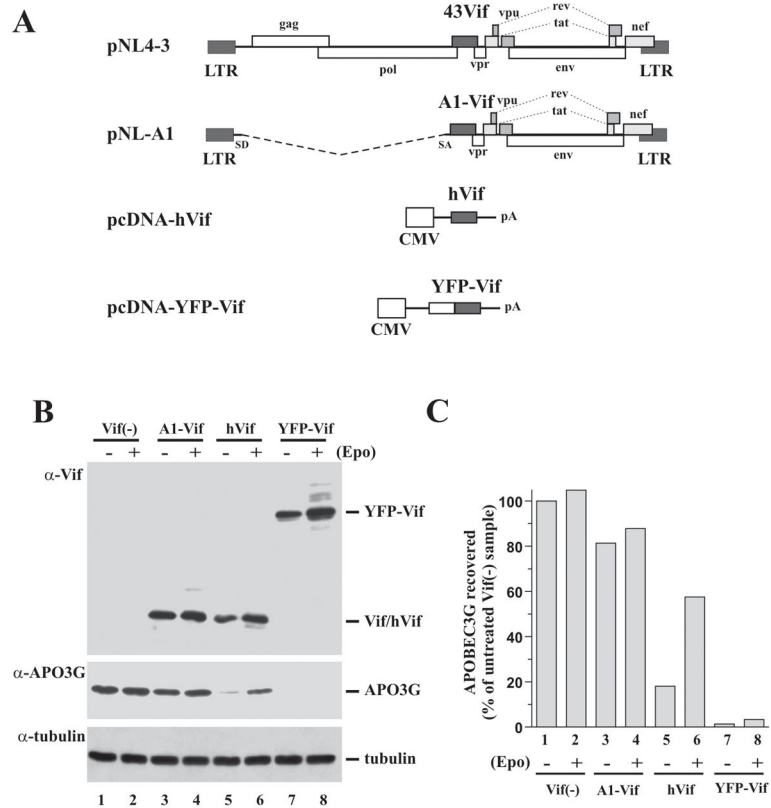 A
43Vif
gag
vpu
rev
tat
nef
pNL4-3
LTR
pol
vpr
env
LTR
A1-Vif
vpu
rev
tat
nef
pNL-A1
SD
SA
LTR
vpr
env
LTR
hVif
pcDNA-hVif
pA
CMV
YFP-Vif
pcDNA-YFP-Vif
pA
CMV
B
Vif(-) A1-Vif hVif YFP-Vif
- + - + - + - + (Epo)
α-Vif
YFP-Vif
Vif/hVif
α-APO3G
APO3G
α-tubulin
tubulin
1 2 3 4 5 6 7 8
C
APOBEC3G recovered
(% of untreated Vif(-) sample)
100
80
60
40
20
0
1 2 3 4 5 6 7 8
(Epo) - + - + - + - +
Vif(-) A1-Vif hVif YFP-Vif